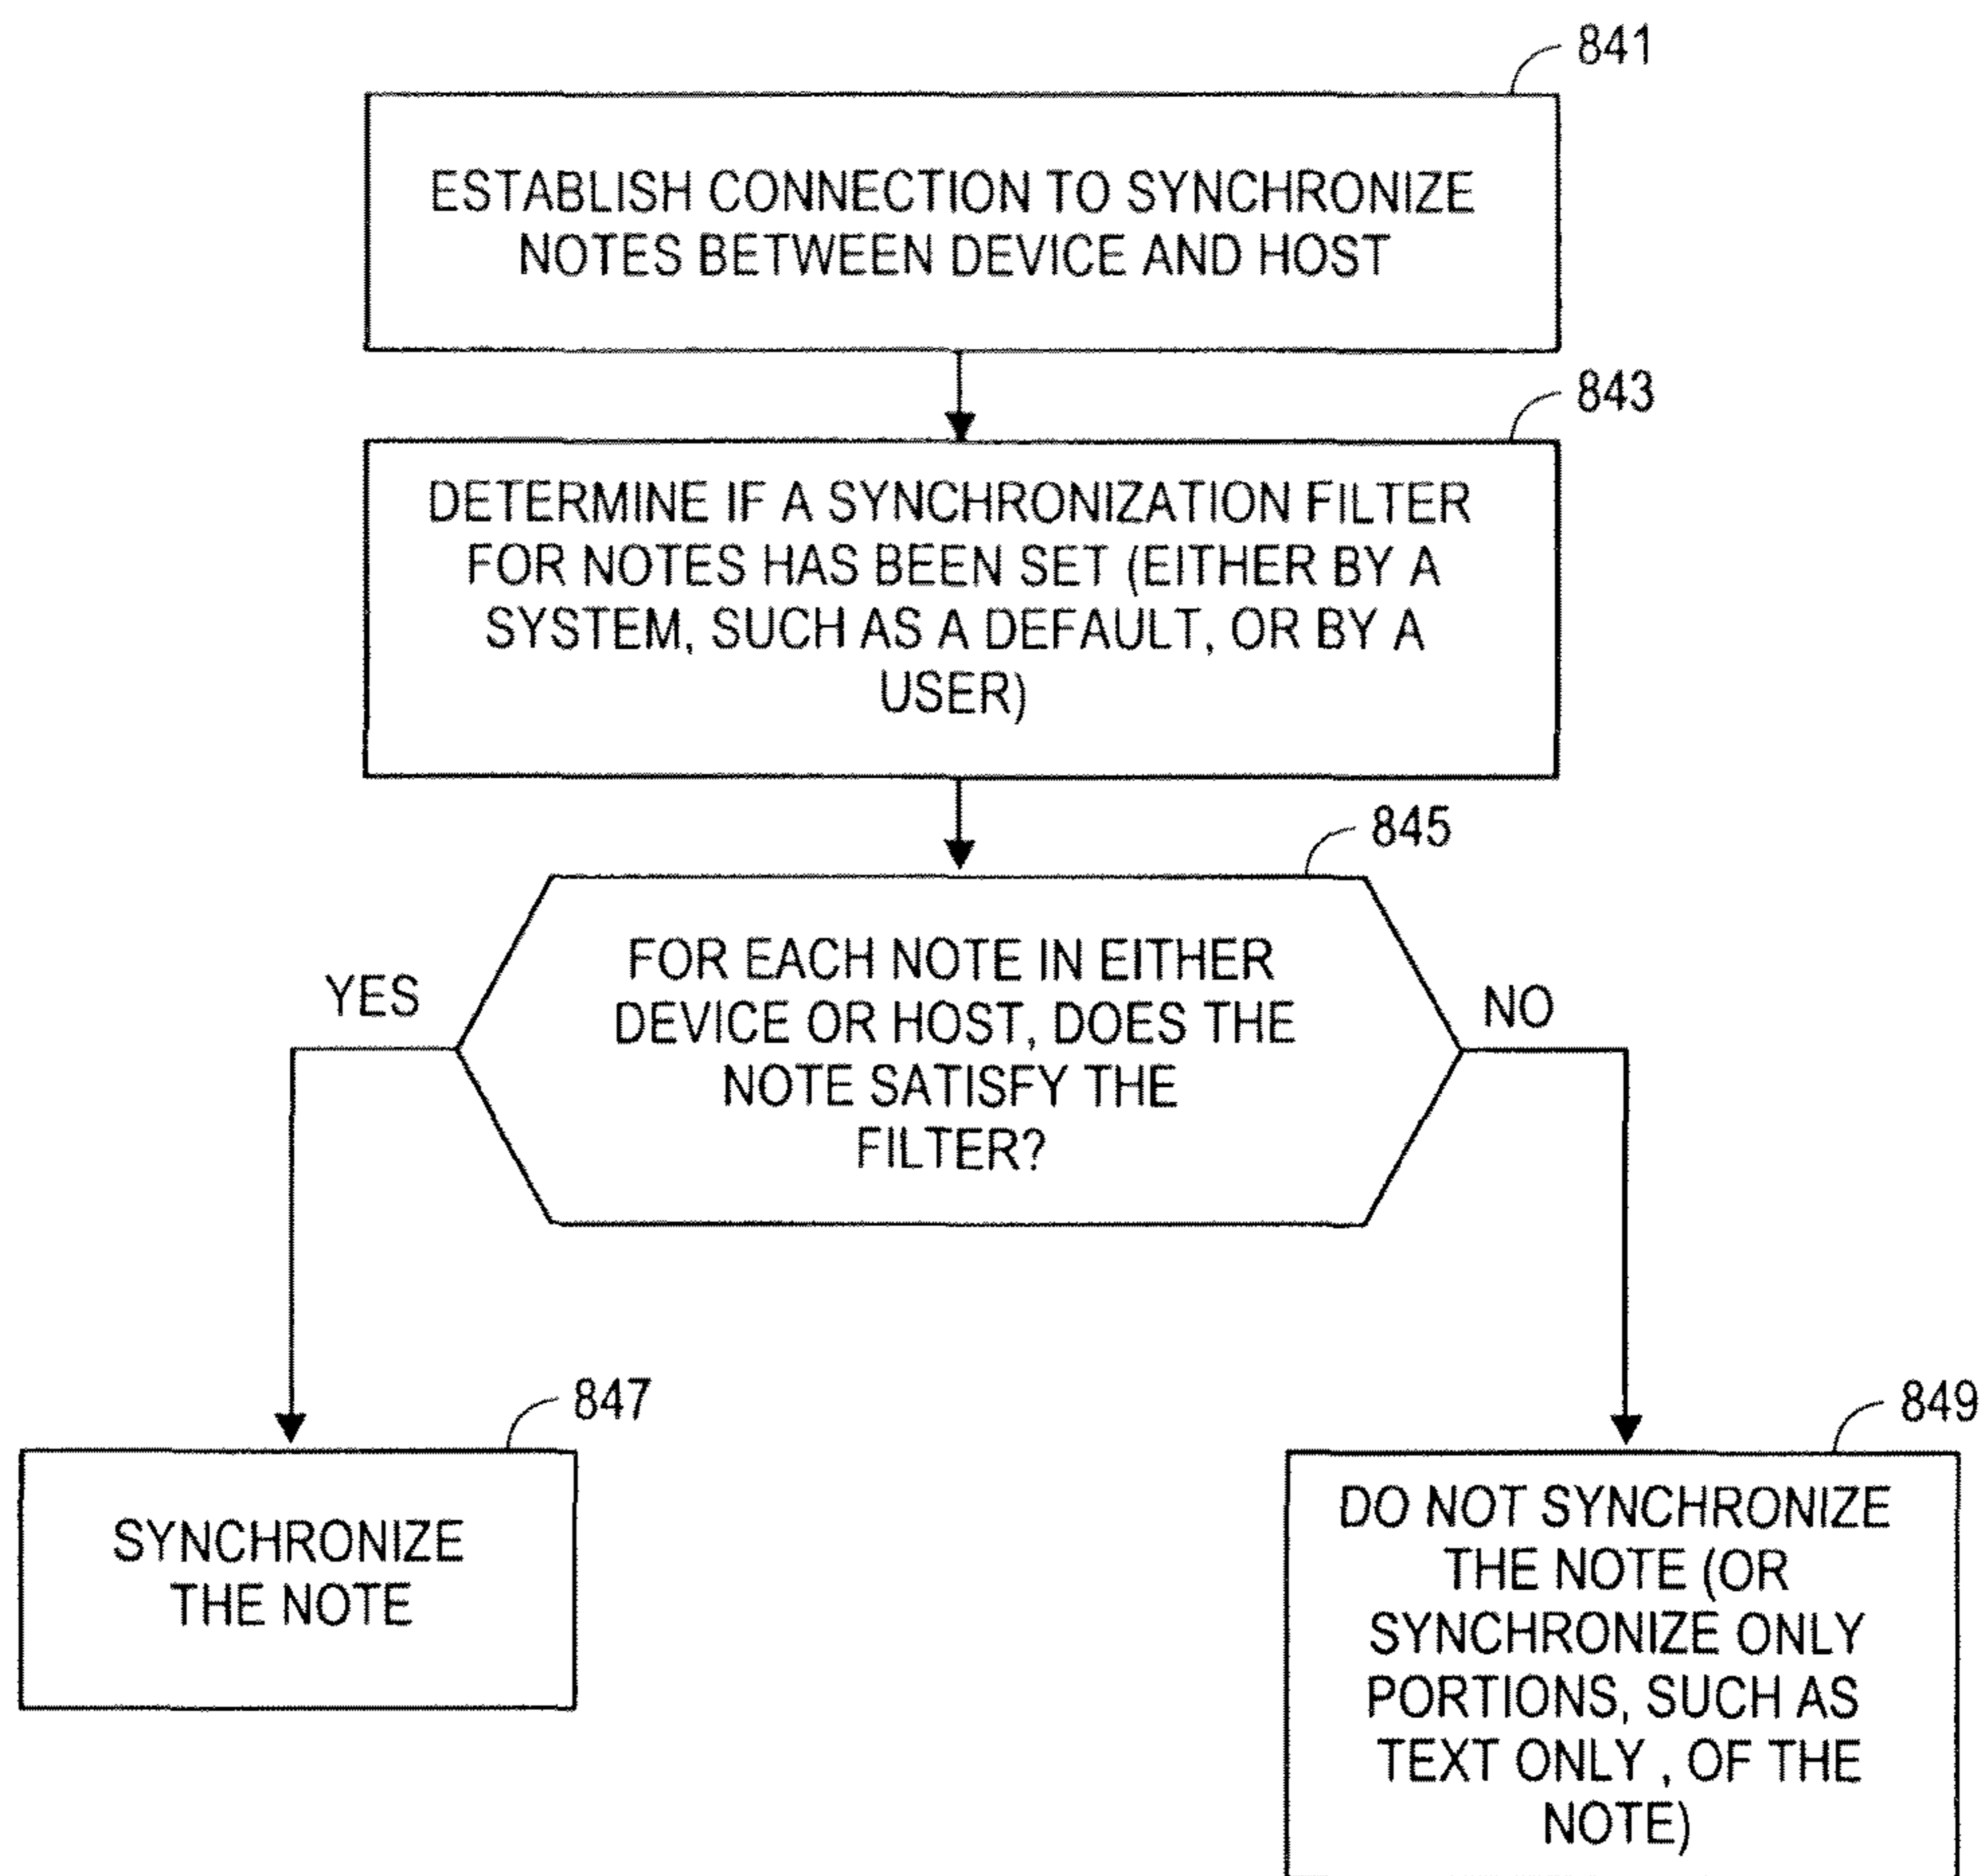 841
ESTABLISH CONNECTION TO SYNCHRONIZE
NOTES BETWEEN DEVICE AND HOST
843
DETERMINE IF A SYNCHRONIZATION FILTER
FOR NOTES HAS BEEN SET (EITHER BY A
SYSTEM, SUCH AS A DEFAULT, OR BY A
USER)
845
FOR EACH NOTE IN EITHER
DEVICE OR HOST, DOES THE
NOTE SATISFY THE
FILTER?
YES
NO
847
SYNCHRONIZE
THE NOTE
849
DO NOT SYNCHRONIZE
THE NOTE (OR
SYNCHRONIZE ONLY
PORTIONS, SUCH AS
TEXT ONLY , OF THE
NOTE)